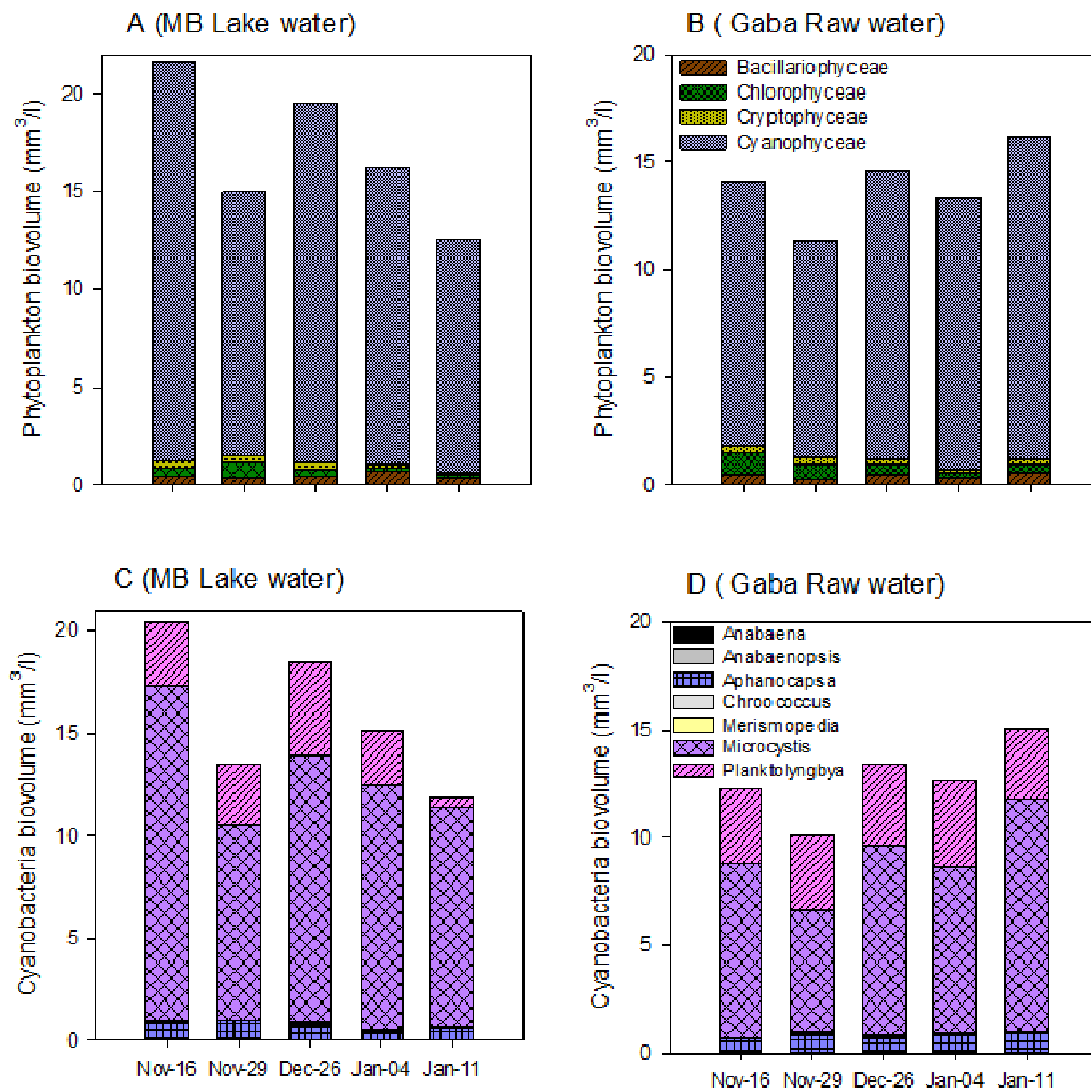 A (MB Lake water)
Phytoplankton biovolume (mm³/l)
20
15
10
5
0
B ( Gaba Raw water)
Phytoplankton biovolume (mm³/l)
20
15
10
5
0
Bacillariophyceae
Chlorophyceae
Cryptophyceae
Cyanophyceae
C (MB Lake water)
Cyanobacteria biovolume (mm³/l)
20
15
10
5
0
Nov-16 Nov-29 Dec-26 Jan-04 Jan-11
D ( Gaba Raw water)
Cyanobacteria biovolume (mm³/l)
20
15
10
5
0
Anabaena
Anabaenopsis
Aphanocapsa
Chroococcus
Merismopedia
Microcystis
Planktolyngbya
Nov-16 Nov-29 Dec-26 Jan-04 Jan-11